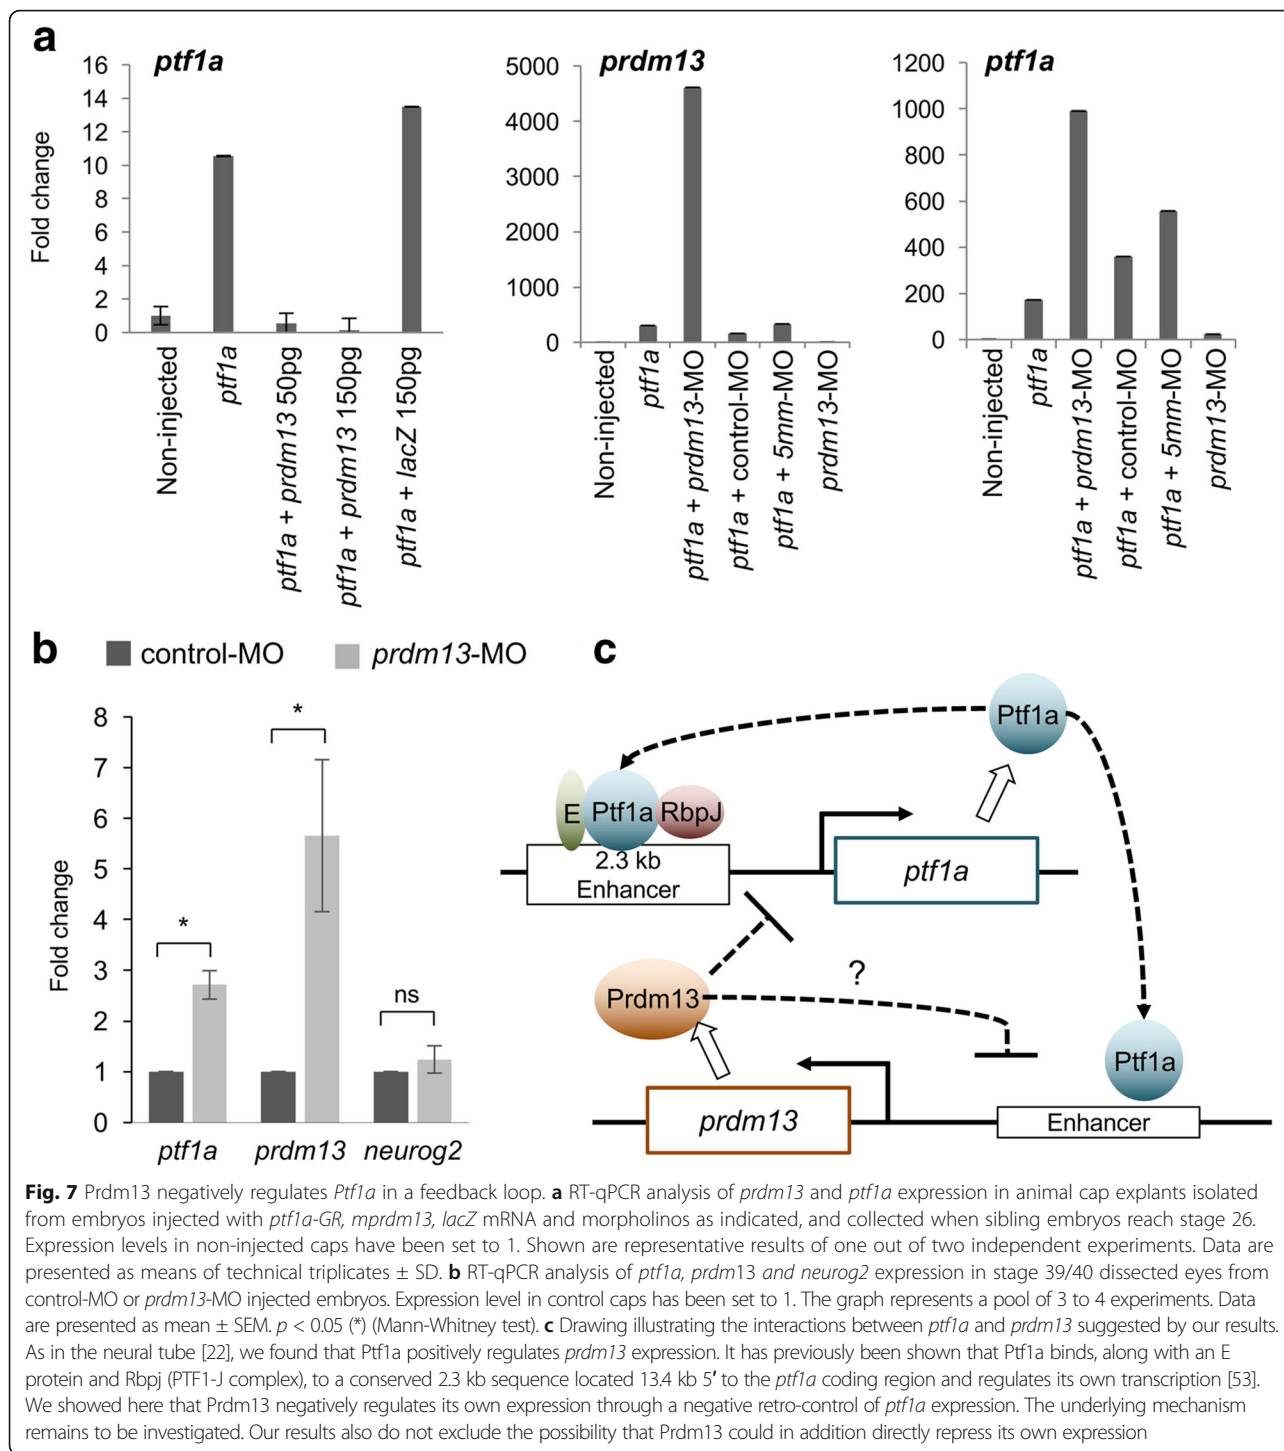 a
ptf1a
Fold change
16
14
12
10
8
6
4
2
0
Non-injected
ptf1a
ptf1a + prdm13 50pg
ptf1a + prdm13 150pg
ptf1a + lacZ 150pg
prdm13
5000
4000
3000
2000
1000
0
Non-injected
ptf1a
ptf1a + prdm13-MO
ptf1a + control-MO
ptf1a + 5mm-MO
prdm13-MO
ptf1a
1200
1000
800
600
400
200
0
Non-injected
ptf1a
ptf1a + prdm13-MO
ptf1a + control-MO
ptf1a + 5mm-MO
prdm13-MO
b
control-MO
prdm13-MO
Fold change
8
7
6
5
4
3
2
1
0
*
*
ns
ptf1a
prdm13
neurog2
c
Ptf1a
E
Ptf1a
RbpJ
2.3 kb
Enhancer
ptf1a
Prdm13
?
Ptf1a
prdm13
Enhancer
Fig. 7 Prdm13 negatively regulates Ptf1a in a feedback loop. a RT-qPCR analysis of prdm13 and ptf1a expression in animal cap explants isolated
from embryos injected with ptf1a-GR, mprdm13, lacZ mRNA and morpholinos as indicated, and collected when sibling embryos reach stage 26.
Expression levels in non-injected caps have been set to 1. Shown are representative results of one out of two independent experiments. Data are
presented as means of technical triplicates ± SD. b RT-qPCR analysis of ptf1a, prdm13 and neurog2 expression in stage 39/40 dissected eyes from
control-MO or prdm13-MO injected embryos. Expression level in control caps has been set to 1. The graph represents a pool of 3 to 4 experiments. Data
are presented as mean ± SEM. p < 0.05 (*) (Mann-Whitney test). c Drawing illustrating the interactions between ptf1a and prdm13 suggested by our results.
As in the neural tube [22], we found that Ptf1a positively regulates prdm13 expression. It has previously been shown that Ptf1a binds, along with an E
protein and Rbpj (PTF1-J complex), to a conserved 2.3 kb sequence located 13.4 kb 5′ to the ptf1a coding region and regulates its own transcription [53].
We showed here that Prdm13 negatively regulates its own expression through a negative retro-control of ptf1a expression. The underlying mechanism
remains to be investigated. Our results also do not exclude the possibility that Prdm13 could in addition directly repress its own expression